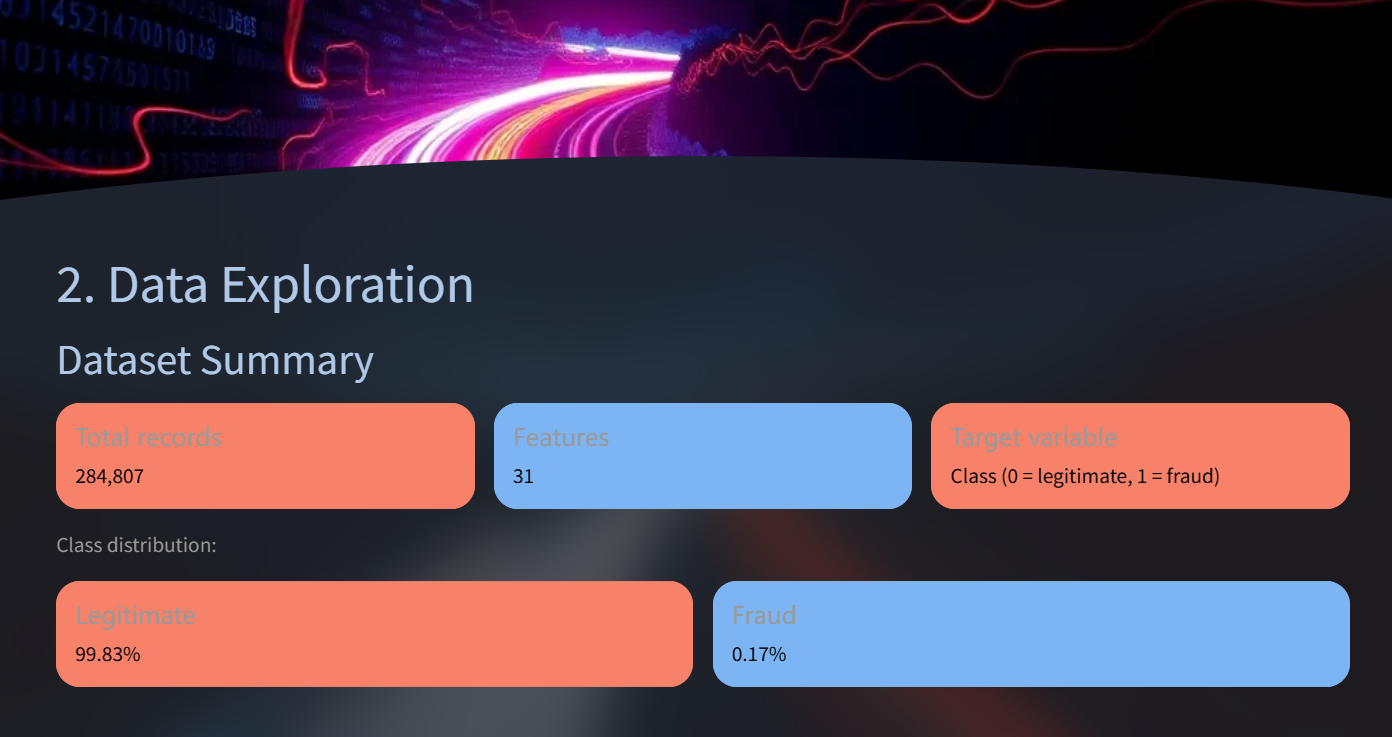 2. Data Exploration
Dataset Summary
Total records
284,807
Features
31
Target variable
Class (0 = legitimate, 1 = fraud)
Class distribution:
Legitimate
99.83%
Fraud
0.17%